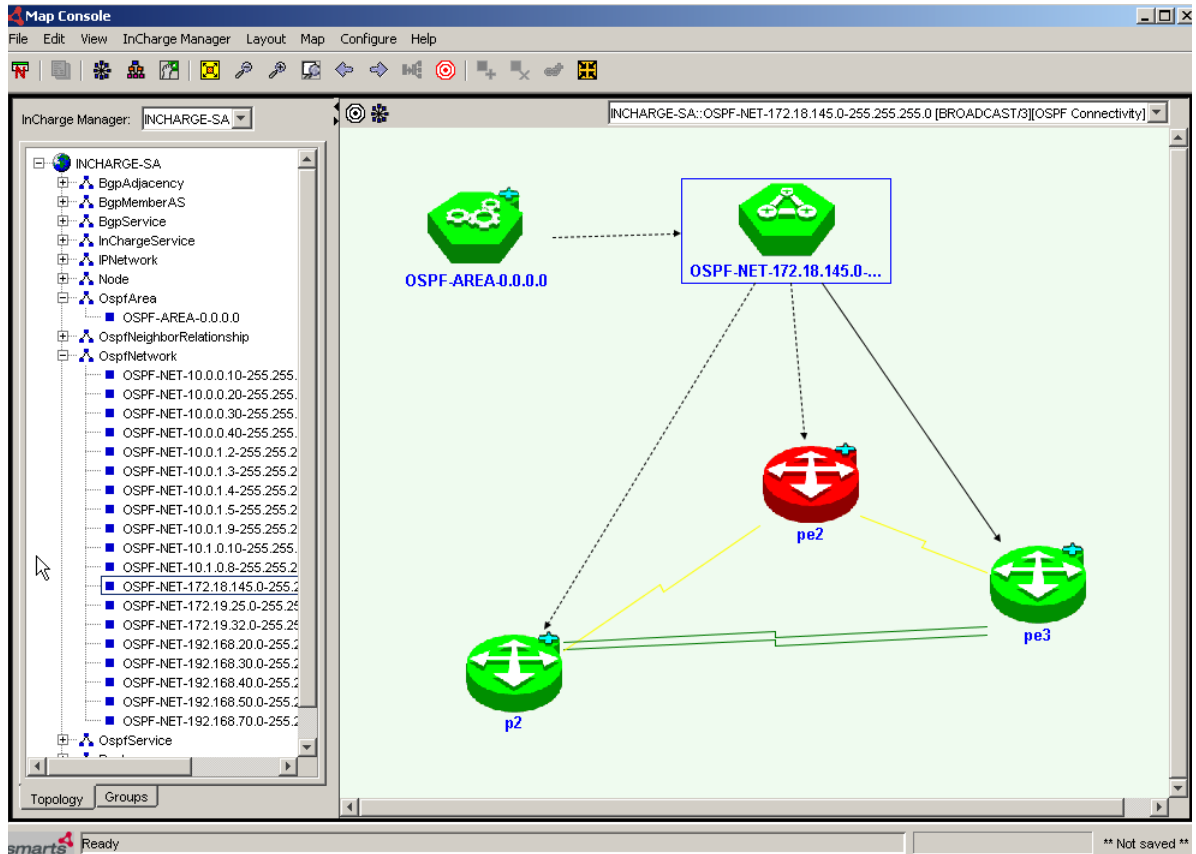 Map Console
File Edit View InCharge Manager Layout Map Configure Help
InCharge Manager: INCHARGE-SA
INCHARGE-SA::OSPF-NET-172.18.145.0-255.255.255.0 [BROADCAST/3][OSPF Connectivity]
INCHARGE-SA
BgpAdjacency
BgpMemberAS
BgpService
InChargeService
IPNetwork
Node
OspfArea
OSPF-AREA-0.0.0.0
OspfNeighborRelationship
OspfNetwork
OSPF-NET-10.0.0.10-255.255.
OSPF-NET-10.0.0.20-255.255.
OSPF-NET-10.0.0.30-255.255.
OSPF-NET-10.0.0.40-255.255.
OSPF-NET-10.0.1.2-255.255.2
OSPF-NET-10.0.1.3-255.255.2
OSPF-NET-10.0.1.4-255.255.2
OSPF-NET-10.0.1.5-255.255.2
OSPF-NET-10.0.1.9-255.255.2
OSPF-NET-10.1.0.10-255.255.
OSPF-NET-10.1.0.8-255.255.2
OSPF-NET-172.18.145.0-255.2
OSPF-NET-172.19.25.0-255.25
OSPF-NET-172.19.32.0-255.25
OSPF-NET-192.168.20.0-255.2
OSPF-NET-192.168.30.0-255.2
OSPF-NET-192.168.40.0-255.2
OSPF-NET-192.168.50.0-255.2
OSPF-NET-192.168.70.0-255.2
OspfService
Topology Groups
OSPF-AREA-0.0.0.0
OSPF-NET-172.18.145.0-...
pe2
pe3
p2
smarts Ready ** Not saved **